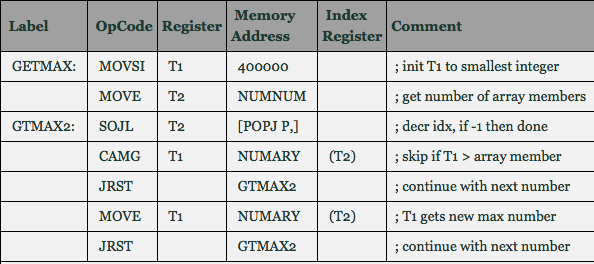 Label OpCode Register Memory Address Index Register Comment
GETMAX: MOVSI T1 400000 ; init T1 to smallest integer
MOVE T2 NUMNUM ; get number of array members
GTMAX2: SOJL T2 [POPJ P,] ; decr idx, if -1 then done
CAMG T1 NUMARY (T2) ; skip if T1 > array member
JRST GTMAX2 ; continue with next number
MOVE T1 NUMARY (T2) ; T1 gets new max number
JRST GTMAX2 ; continue with next number